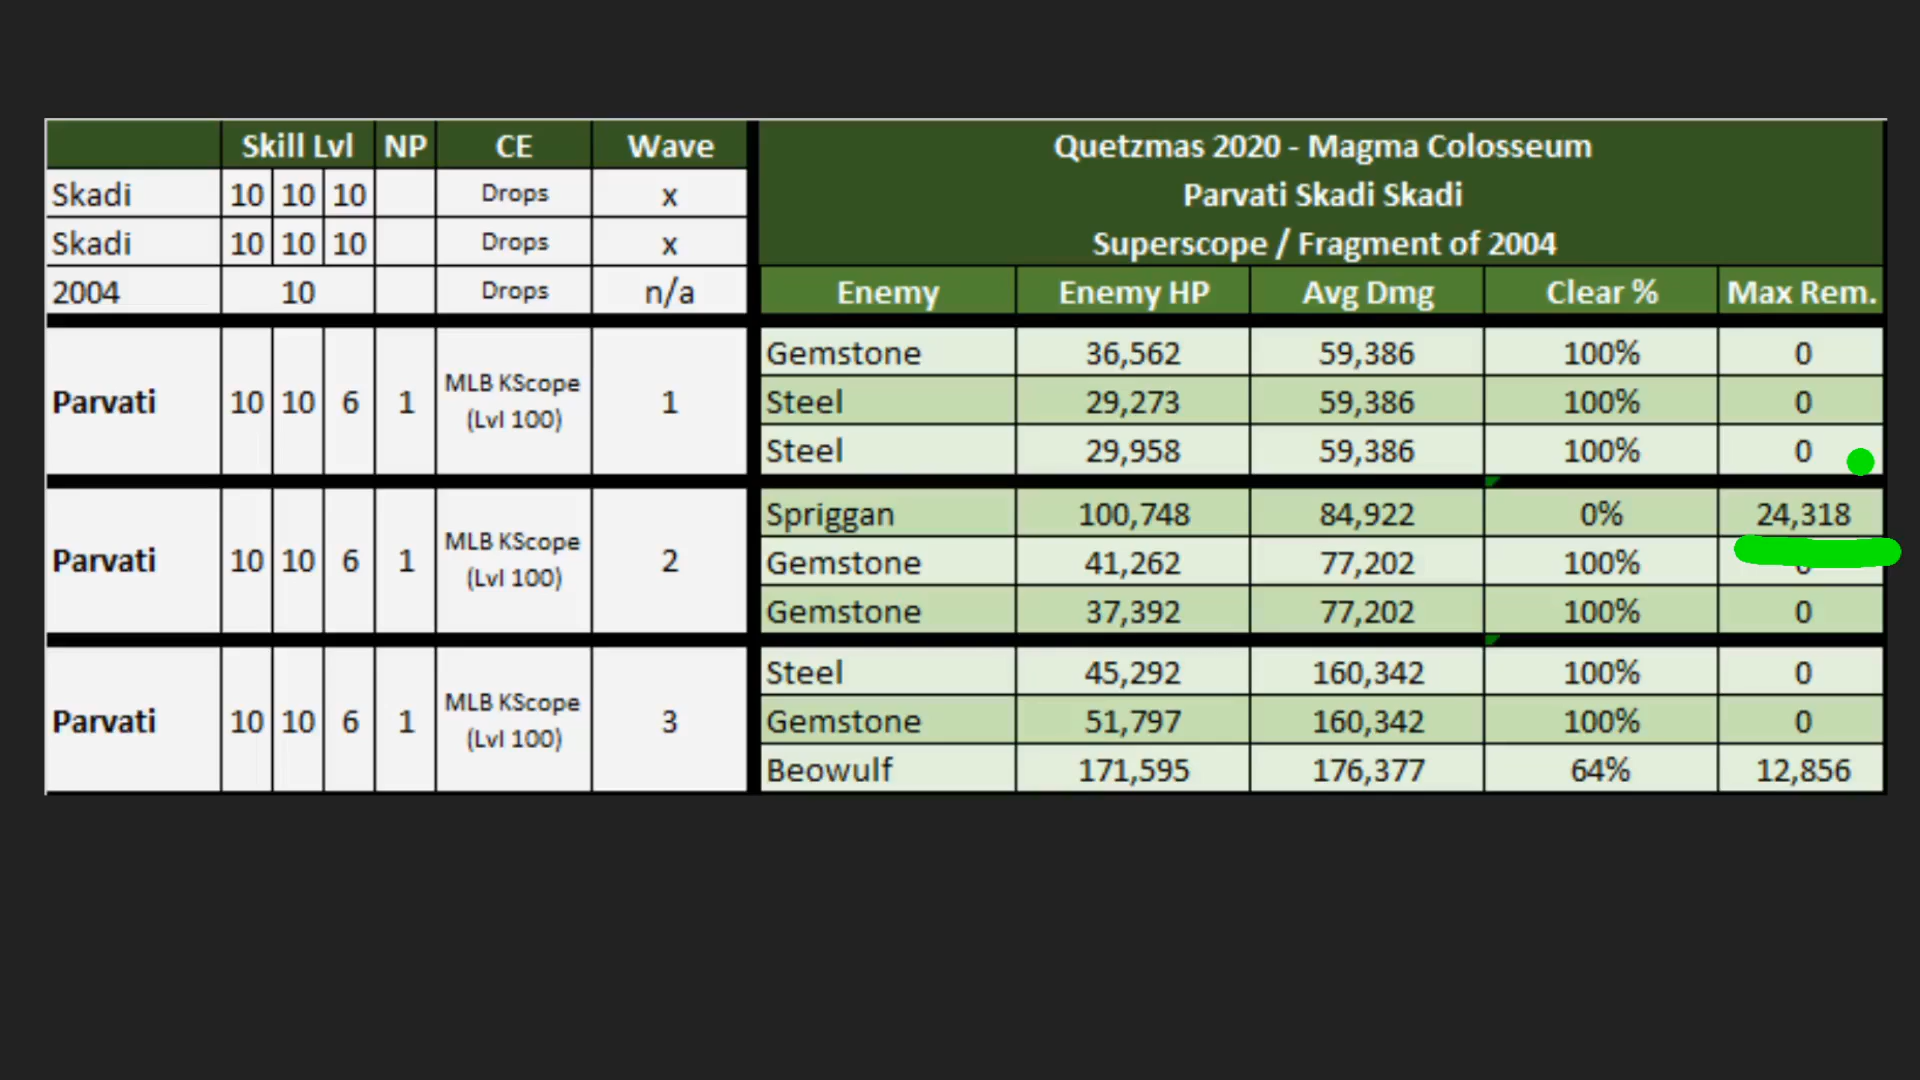 Skill Lvl NP CE Wave
Quetzmas 2020 - Magma Colosseum
Skadi 10 10 10 Drops x
Parvati Skadi Skadi
Skadi 10 10 10 Drops x
Superscope / Fragment of 2004
2004 10 Drops n/a
Enemy Enemy HP Avg Dmg Clear % Max Rem.
Parvati 10 10 6 1 MLB KScope
(Lvl 100) 1
Gemstone 36,562 59,386 100% 0
Steel 29,273 59,386 100% 0
Steel 29,958 59,386 100% 0
Parvati 10 10 6 1 MLB KScope
(Lvl 100) 2
Spriggan 100,748 84,922 0% 24,318
Gemstone 41,262 77,202 100%
Gemstone 37,392 77,202 100% 0
Parvati 10 10 6 1 MLB KScope
(Lvl 100) 3
Steel 45,292 160,342 100% 0
Gemstone 51,797 160,342 100% 0
Beowulf 171,595 176,377 64% 12,856